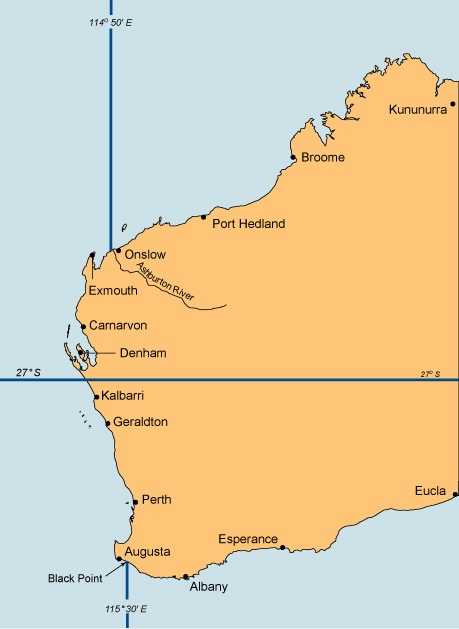 114° 50' E
Kununurra
Broome
Port Hedland
Onslow
Ashburton River
Exmouth
Carnarvon
Denham
27° S
27° S
Kalbarri
Geraldton
Eucla
Perth
Esperance
Augusta
Black Point
Albany
115°30' E